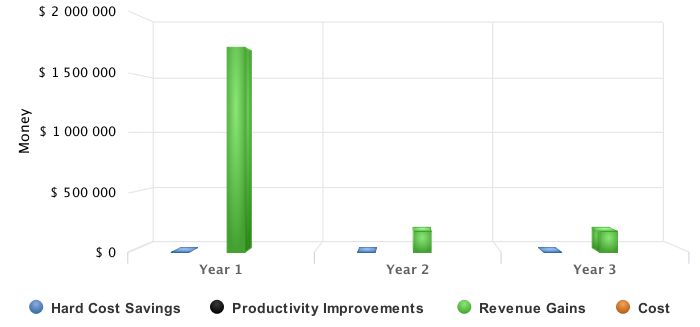 $ 2 000 000
$ 1 500 000
$ 1 000 000
$ 500 000
$ 0
Money
Year 1 Year 2 Year 3
Hard Cost Savings Productivity Improvements Revenue Gains Cost